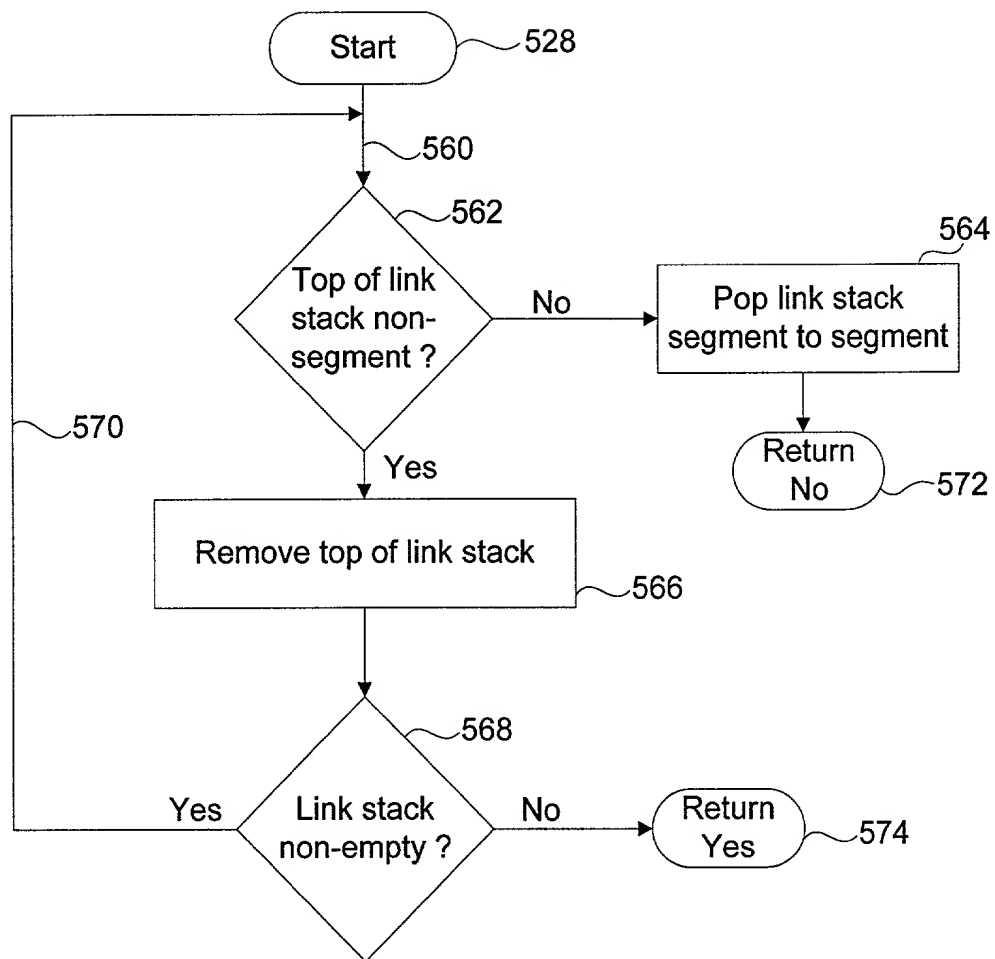 Start
528
560
562
Top of link
stack non-
segment ?
No
564
Pop link stack
segment to segment
570
Yes
Return
No
572
Remove top of link stack
566
568
Yes
Link stack
non-empty ?
No
Return
Yes
574